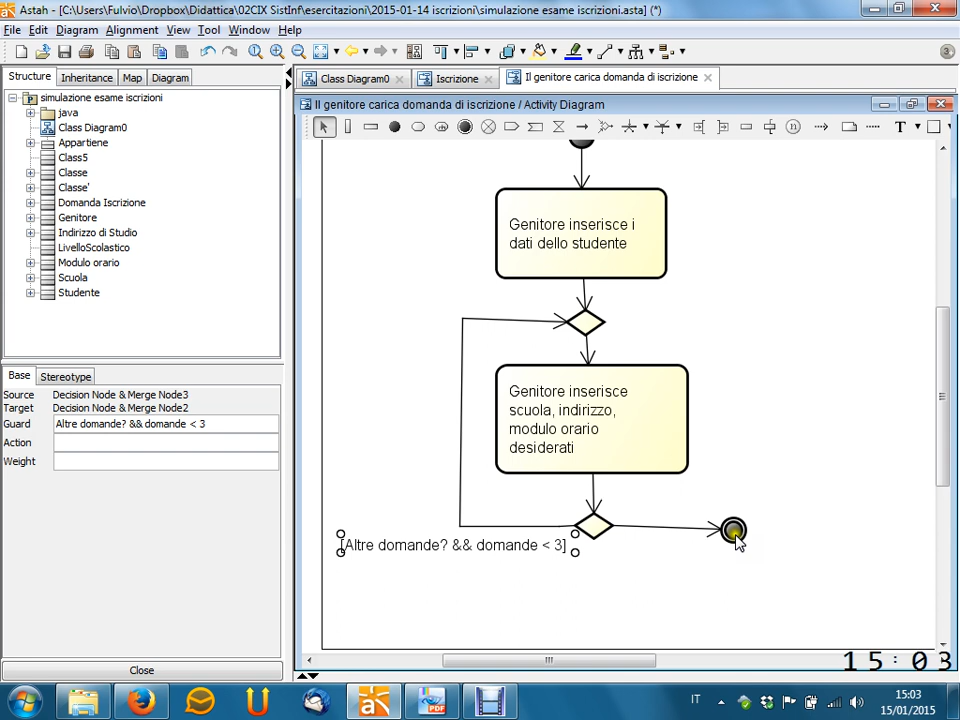 Astah - [C:\Users\Fulvio\Dropbox\Didattica\02CIX SistInf\esercitazioni\2015-01-14 iscrizioni\simulazione esame iscrizioni.asta] (*)
File Edit Diagram Alignment View Tool Window Help
3
Structure Inheritance Map Diagram
Class Diagram0 Iscrizione Il genitore carica domanda di iscrizione
simulazione esame iscrizioni
java
Class Diagram0
Appartiene
Class5
Classe
Classe'
Domanda Iscrizione
Genitore
Indirizzo di Studio
LivelloScolastico
Modulo orario
Scuola
Studente
Il genitore carica domanda di iscrizione / Activity Diagram
T
Genitore inserisce i
dati dello studente
Genitore inserisce
scuola, indirizzo,
modulo orario
desiderati
[Altre domande? && domande < 3]
Base Stereotype
Source Decision Node & Merge Node3
Target Decision Node & Merge Node2
Guard Altre domande? && domande < 3
Action
Weight
Close
15:03
IT
15:03
15/01/2015
PDF